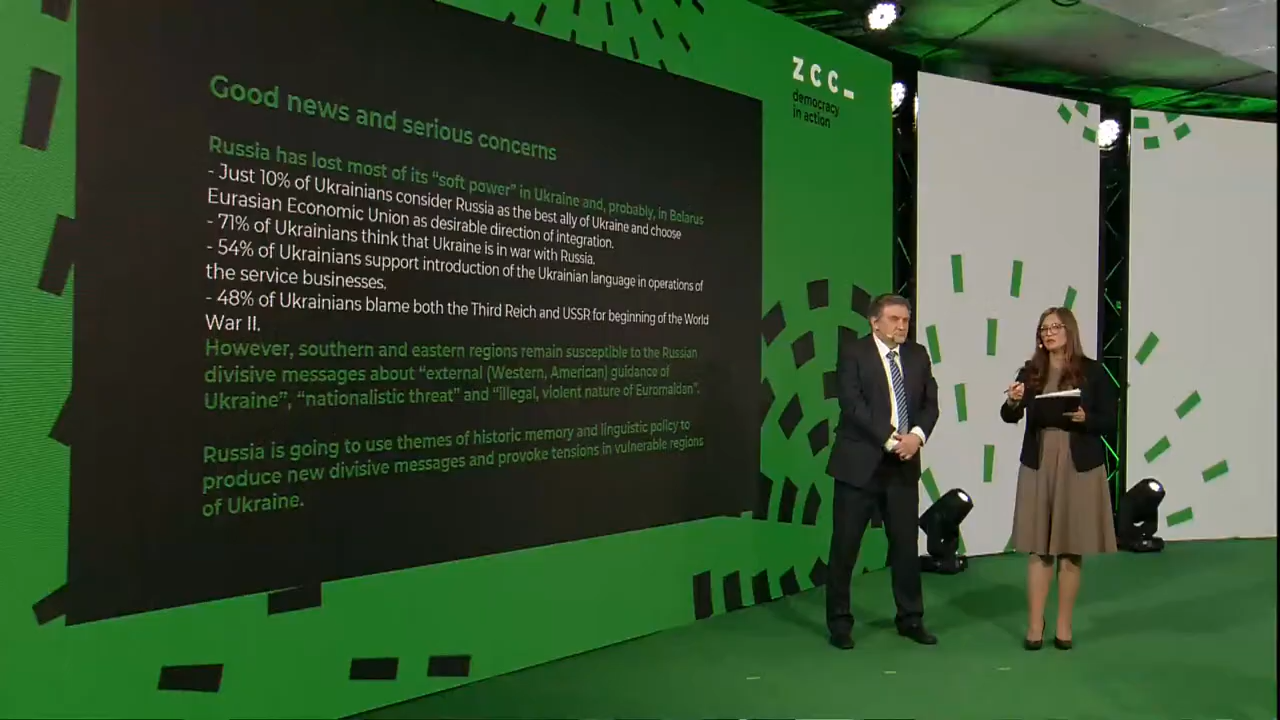 Good news and serious concerns
Russia has lost most of its “soft power” in Ukraine and, probably, in Belarus
- Just 10% of Ukrainians consider Russia as the best ally of Ukraine and choose
Eurasian Economic Union as desirable direction of integration.
- 71% of Ukrainians think that Ukraine is in war with Russia.
- 54% of Ukrainians support introduction of the Ukrainian language in operations of
the service businesses.
- 48% of Ukrainians blame both the Third Reich and USSR for beginning of the World
War II.
However, southern and eastern regions remain susceptible to the Russian
divisive messages about “external (Western, American) guidance of
Ukraine”, “nationalistic threat” and “illegal, violent nature of Euromaidan”.
Russia is going to use themes of historic memory and linguistic policy to
produce new divisive messages and provoke tensions in vulnerable regions
of Ukraine.
ZCC_
democracy
in action